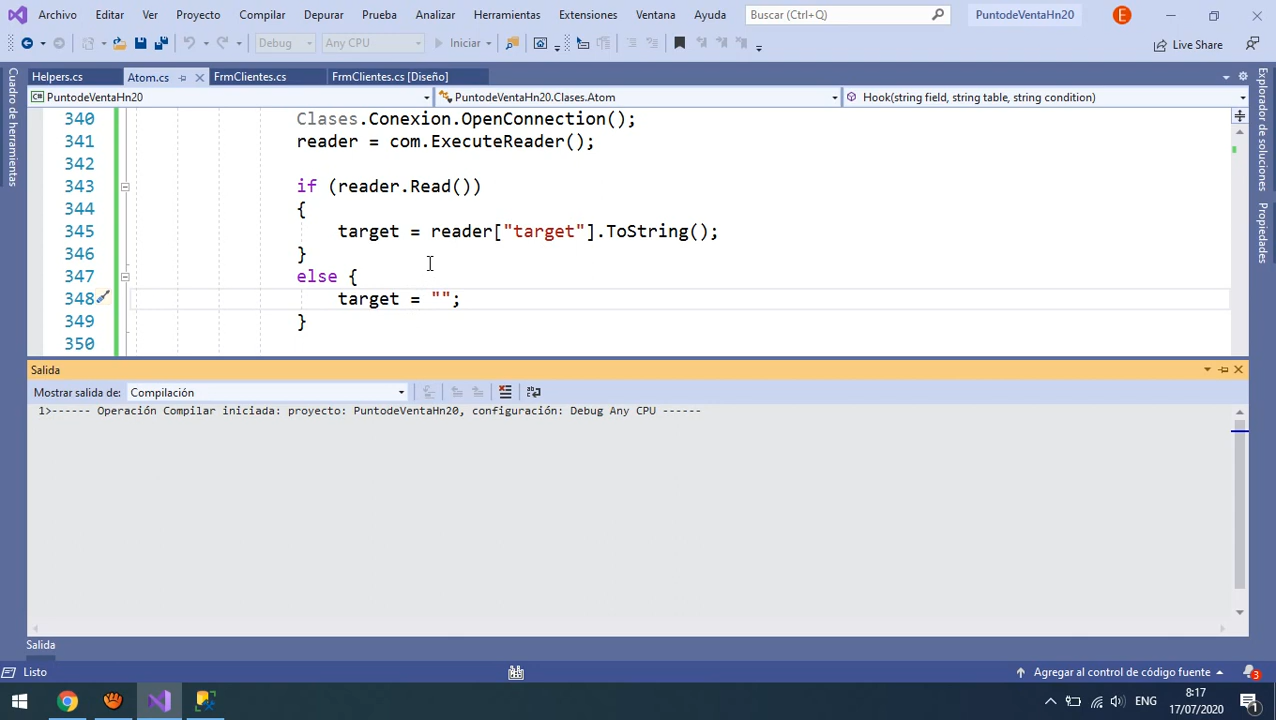 Archivo Editar Ver Proyecto Compilar Depurar Prueba Analizar Herramientas Extensiones Ventana Ayuda Buscar (Ctrl+Q) PuntodeVentaHn20 E
Debug Any CPU Iniciar Live Share
Helpers.cs Atom.cs FrmClientes.cs FrmClientes.cs [Diseño]
PuntodeVentaHn20 PuntodeVentaHn20.Clases.Atom Hook(string field, string table, string condition)
Cuadro de herramientas
Explorador de soluciones
Propiedades
340 Clases.Conexion.OpenConnection();
341 reader = com.ExecuteReader();
342
343 if (reader.Read())
344 {
345 target = reader["target"].ToString();
346 }
347 else {
348 target = "";
349 }
350
Salida
Mostrar salida de: Compilación
1>------ Operación Compilar iniciada: proyecto: PuntodeVentaHn20, configuración: Debug Any CPU ------
Salida
Listo Agregar al control de código fuente 3
ENG 8:17
17/07/2020 1